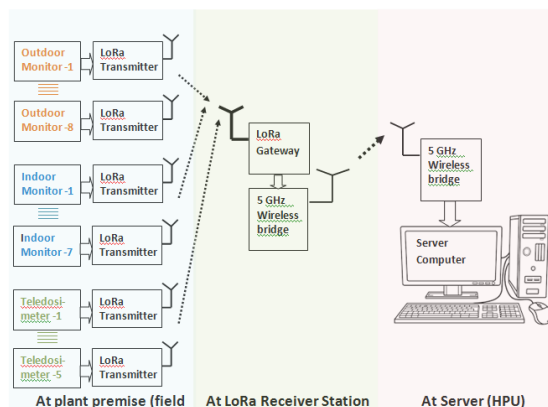 Outdoor
Monitor-1
LoRa
Transmitter
Outdoor
Monitor-8
LoRa
Transmitter
Indoor
Monitor-1
LoRa
Transmitter
Indoor
Monitor-7
LoRa
Transmitter
Teledosi-
meter-1
LoRa
Transmitter
Teledosi-
meter-5
LoRa
Transmitter
At plant premise (field
LoRa
Gateway
5 GHz
Wireless
bridge
At LoRa Receiver Station
5 GHz
Wireless
bridge
Server
Computer
At Server (HPU)